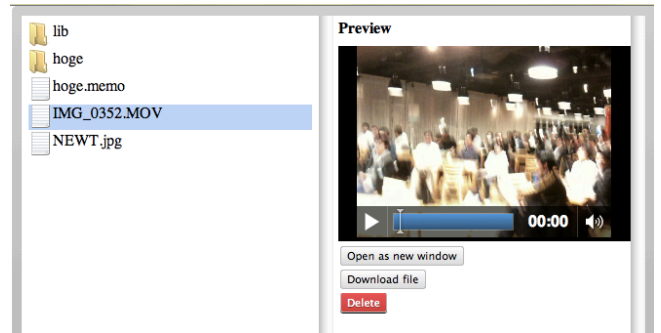 lib
hoge
hoge.memo
IMG_0352.MOV
NEWT.jpg
Preview
00:00
Open as new window
Download file
Delete